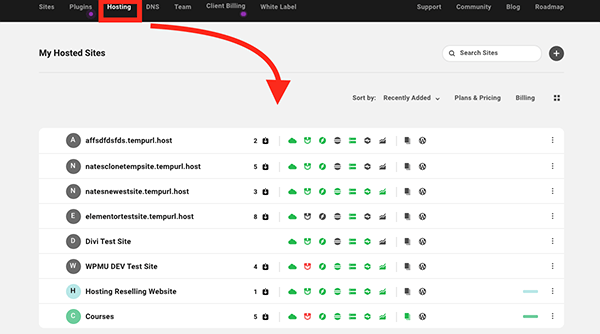 Sites Plugins Hosting DNS Team Client Billing White Label Support Community Blog Roadmap
My Hosted Sites Search Sites
Sort by: Recently Added Plans & Pricing Billing
A affsdfdsfds.tempurl.host 2
N natesclonetempsite.tempurl.host 5
N natesnewestsite.tempurl.host 3
E elementortestsite.tempurl.host 8
D Divi Test Site
W WPMU DEV Test Site 4
H Hosting Reselling Website 1
C Courses 5